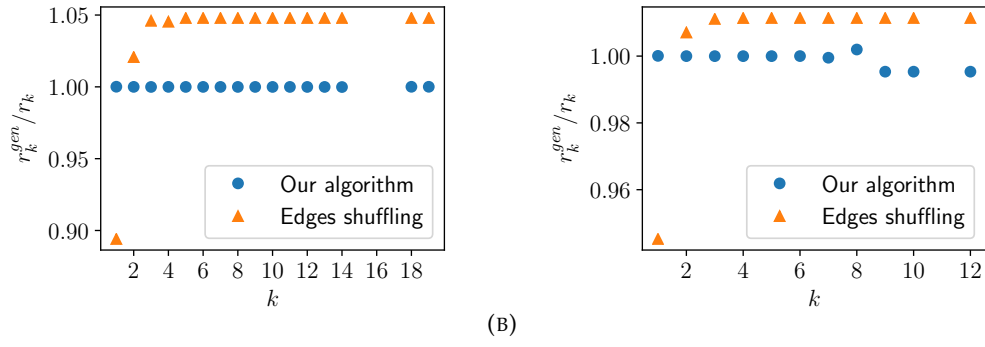 1.05
1.00
0.95
0.90
r_k^{gen}/r_k
Our algorithm
Edges shuffling
2 4 6 8 10 12 14 16 18
k
1.00
0.98
0.96
r_k^{gen}/r_k
Our algorithm
Edges shuffling
2 4 6 8 10 12
k
(B)